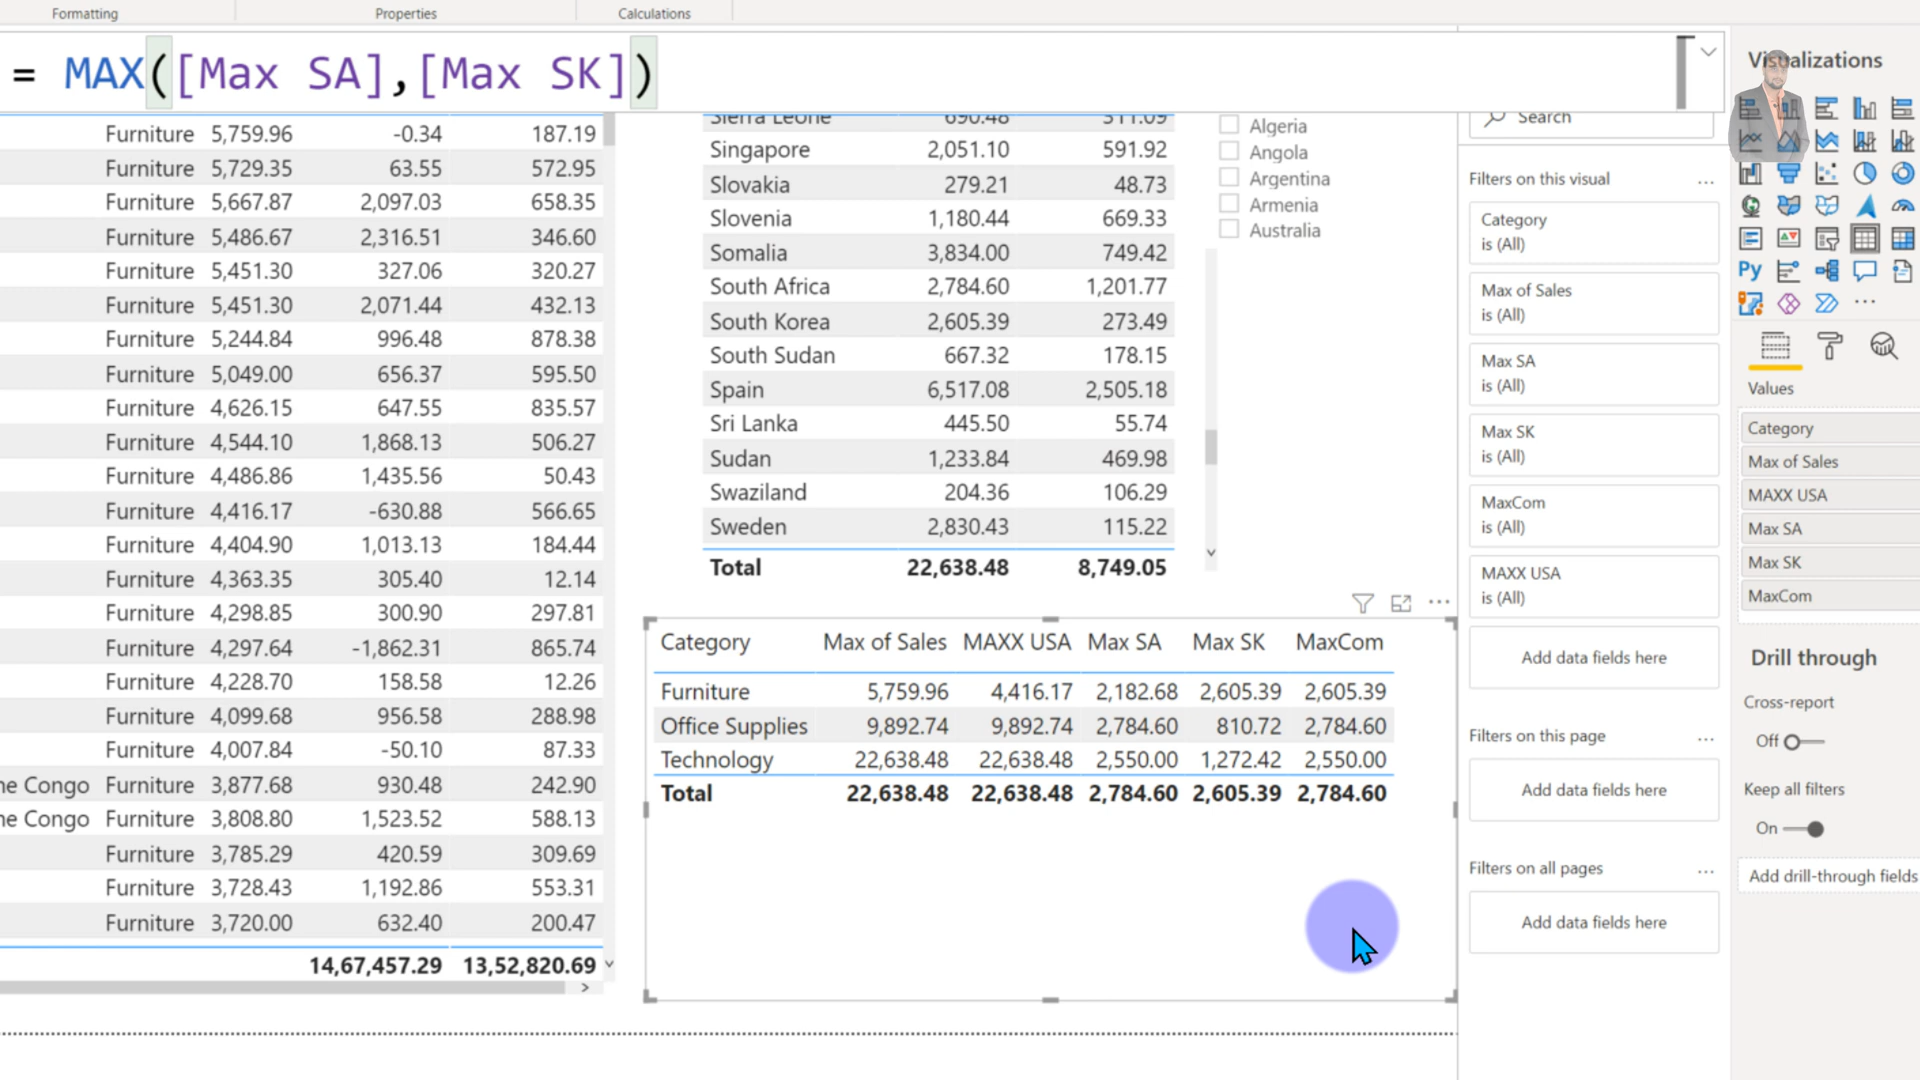 Formatting
Properties
Calculations
= MAX([Max SA],[Max SK])
Furniture 5,759.96 -0.34 187.19
Furniture 5,729.35 63.55 572.95
Furniture 5,667.87 2,097.03 658.35
Furniture 5,486.67 2,316.51 346.60
Furniture 5,451.30 327.06 320.27
Furniture 5,451.30 2,071.44 432.13
Furniture 5,244.84 996.48 878.38
Furniture 5,049.00 656.37 595.50
Furniture 4,626.15 647.55 835.57
Furniture 4,544.10 1,868.13 506.27
Furniture 4,486.86 1,435.56 50.43
Furniture 4,416.17 -630.88 566.65
Furniture 4,404.90 1,013.13 184.44
Furniture 4,363.35 305.40 12.14
Furniture 4,298.85 300.90 297.81
Furniture 4,297.64 -1,862.31 865.74
Furniture 4,228.70 158.58 12.26
Furniture 4,099.68 956.58 288.98
Furniture 4,007.84 -50.10 87.33
ne Congo Furniture 3,877.68 930.48 242.90
ne Congo Furniture 3,808.80 1,523.52 588.13
Furniture 3,785.29 420.59 309.69
Furniture 3,728.43 1,192.86 553.31
Furniture 3,720.00 632.40 200.47
14,67,457.29 13,52,820.69
Sierra Leone 690.48 311.09
Singapore 2,051.10 591.92
Slovakia 279.21 48.73
Slovenia 1,180.44 669.33
Somalia 3,834.00 749.42
South Africa 2,784.60 1,201.77
South Korea 2,605.39 273.49
South Sudan 667.32 178.15
Spain 6,517.08 2,505.18
Sri Lanka 445.50 55.74
Sudan 1,233.84 469.98
Swaziland 204.36 106.29
Sweden 2,830.43 115.22
Total 22,638.48 8,749.05
Algeria
Angola
Argentina
Armenia
Australia
Category Max of Sales MAXX USA Max SA Max SK MaxCom
Furniture 5,759.96 4,416.17 2,182.68 2,605.39 2,605.39
Office Supplies 9,892.74 9,892.74 2,784.60 810.72 2,784.60
Technology 22,638.48 22,638.48 2,550.00 1,272.42 2,550.00
Total 22,638.48 22,638.48 2,784.60 2,605.39 2,784.60
Search
Filters on this visual ...
Category
is (All)
Max of Sales
is (All)
Max SA
is (All)
Max SK
is (All)
MaxCom
is (All)
MAXX USA
is (All)
Add data fields here
Filters on this page ...
Add data fields here
Filters on all pages ...
Add data fields here
Visualizations
Py
Values
Category
Max of Sales
MAXX USA
Max SA
Max SK
MaxCom
Drill through
Cross-report
Off
Keep all filters
On
Add drill-through fields